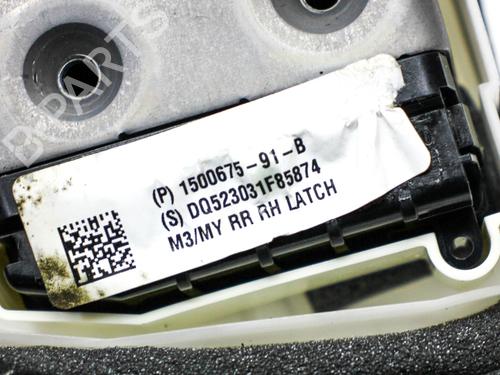 (P) 1500675-91-B
(S) DQ523031F85874
M3/MY RR RH LATCH
B-PARTS